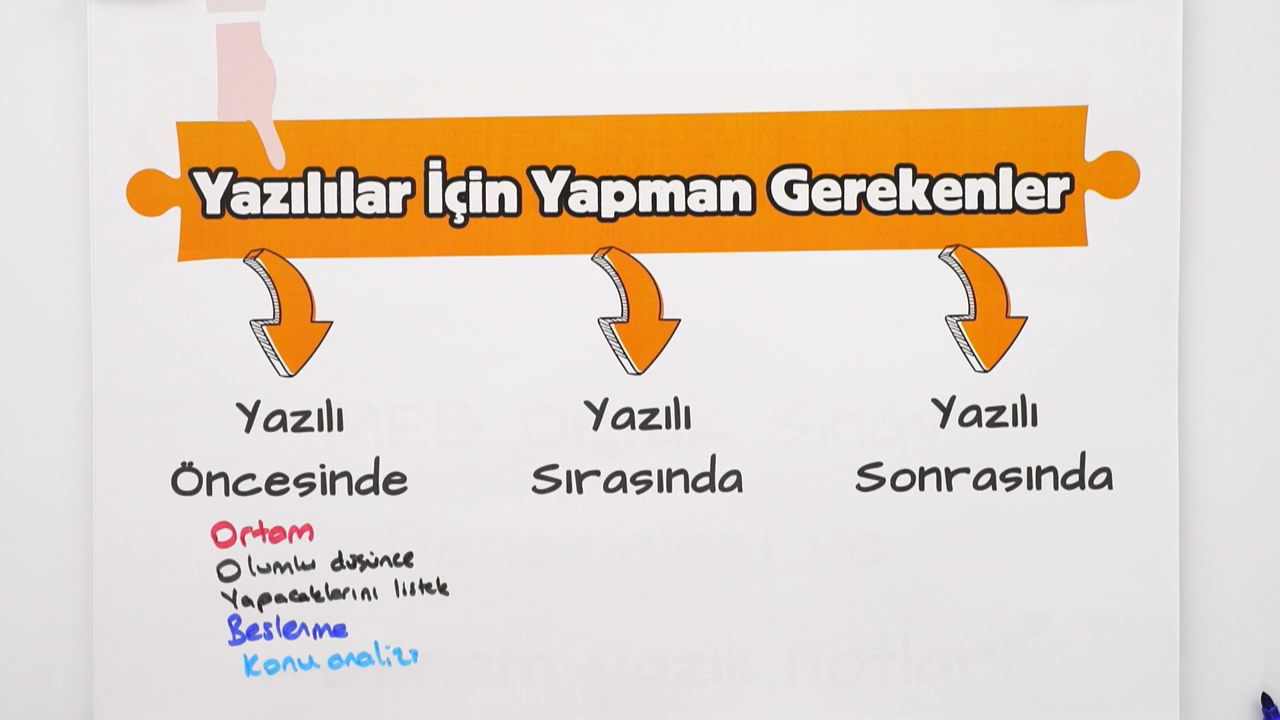 Yazılılar İçin Yapman Gerekenler
Yazılı
Öncesinde
Yazılı
Sırasında
Yazılı
Sonrasında
Ortam
Olumlu düşünce
Yapacaklarını listele
Beslenme
Konu analizi